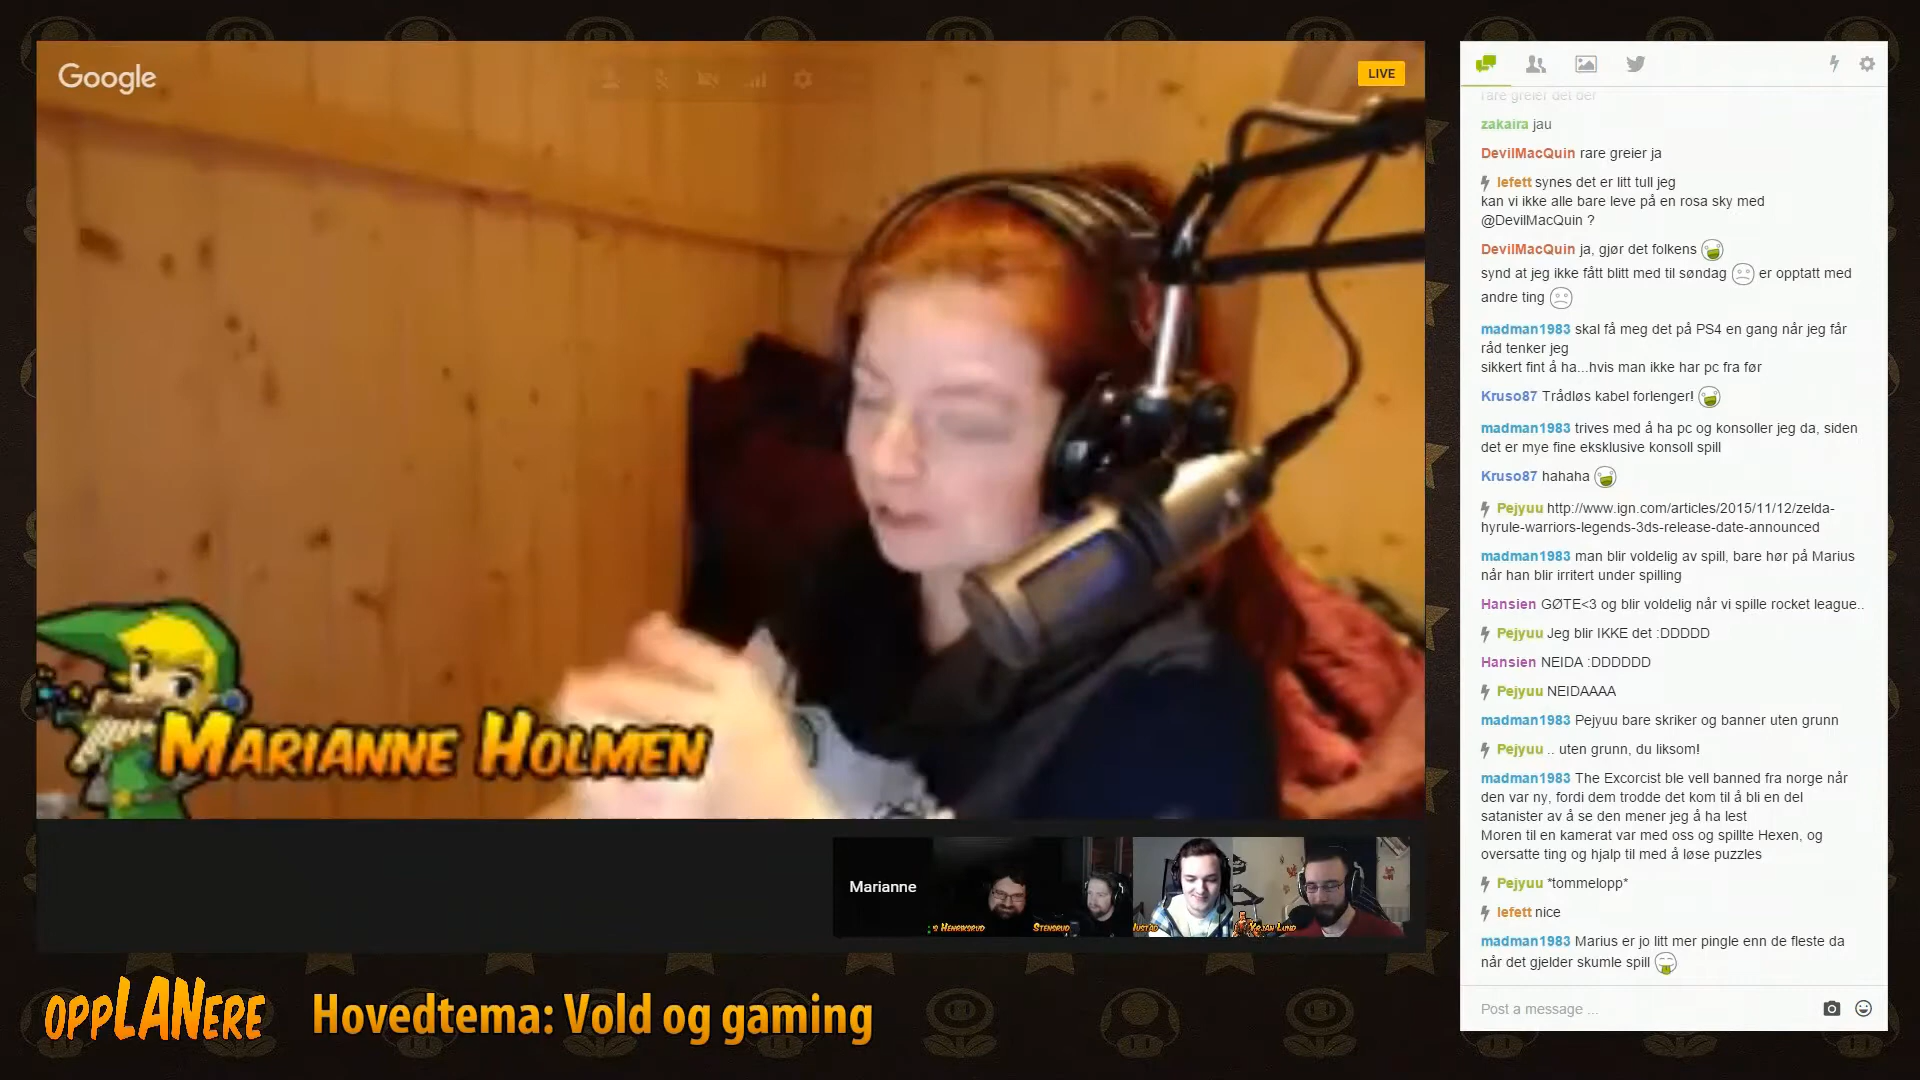 Google
LIVE
MARIANNE HOLMEN
Marianne
HENRIKSRUD
STENSRUD
LUND
OPPLANERE
Hovedtema: Vold og gaming
rare greier det der
zakaira jau
DevilMacQuin rare greier ja
lefett synes det er litt tull jeg
kan vi ikke alle bare leve på en rosa sky med
@DevilMacQuin ?
DevilMacQuin ja, gjør det folkens
synd at jeg ikke fått blitt med til søndag er opptatt med
andre ting
madman1983 skal få meg det på PS4 en gang når jeg får
råd tenker jeg
sikkert fint å ha...hvis man ikke har pc fra før
Kruso87 Trådløs kabel forlenger!
madman1983 trives med å ha pc og konsoller jeg da, siden
det er mye fine eksklusive konsoll spill
Kruso87 hahaha
Pejyuu http://www.ign.com/articles/2015/11/12/zelda-
hyrule-warriors-legends-3ds-release-date-announced
madman1983 man blir voldelig av spill, bare hør på Marius
når han blir irritert under spilling
Hansien GØTE<3 og blir voldelig når vi spille rocket league..
Pejyuu Jeg blir IKKE det :DDDDD
Hansien NEIDA :DDDDDD
Pejyuu NEIDAAAA
madman1983 Pejyuu bare skriker og banner uten grunn
Pejyuu .. uten grunn, du liksom!
madman1983 The Excorcist ble vell banned fra norge når
den var ny, fordi dem trodde det kom til å bli en del
satanister av å se den mener jeg å ha lest
Moren til en kamerat var med oss og spillte Hexen, og
oversatte ting og hjalp til med å løse puzzles
Pejyuu *tommelopp*
lefett nice
madman1983 Marius er jo litt mer pingle enn de fleste da
når det gjelder skumle spill
Post a message ...